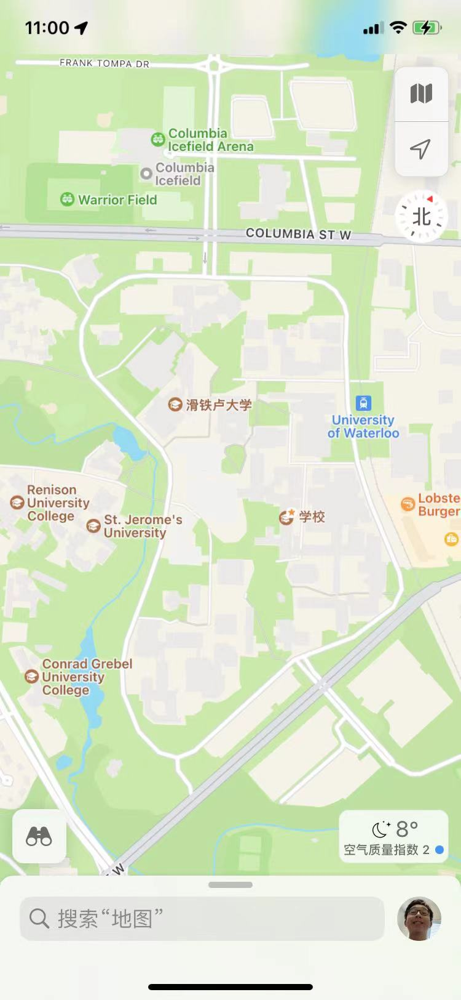 11:00
FRANK TOMPA DR
Columbia
Icefield Arena
Columbia
Icefield
Warrior Field
北
COLUMBIA ST W
滑铁卢大学
University
of Waterloo
Renison
University
College
St. Jerome's
University
学校
Lobste
Burger
Conrad Grebel
University
College
8°
空气质量指数 2
W
搜索“地图”